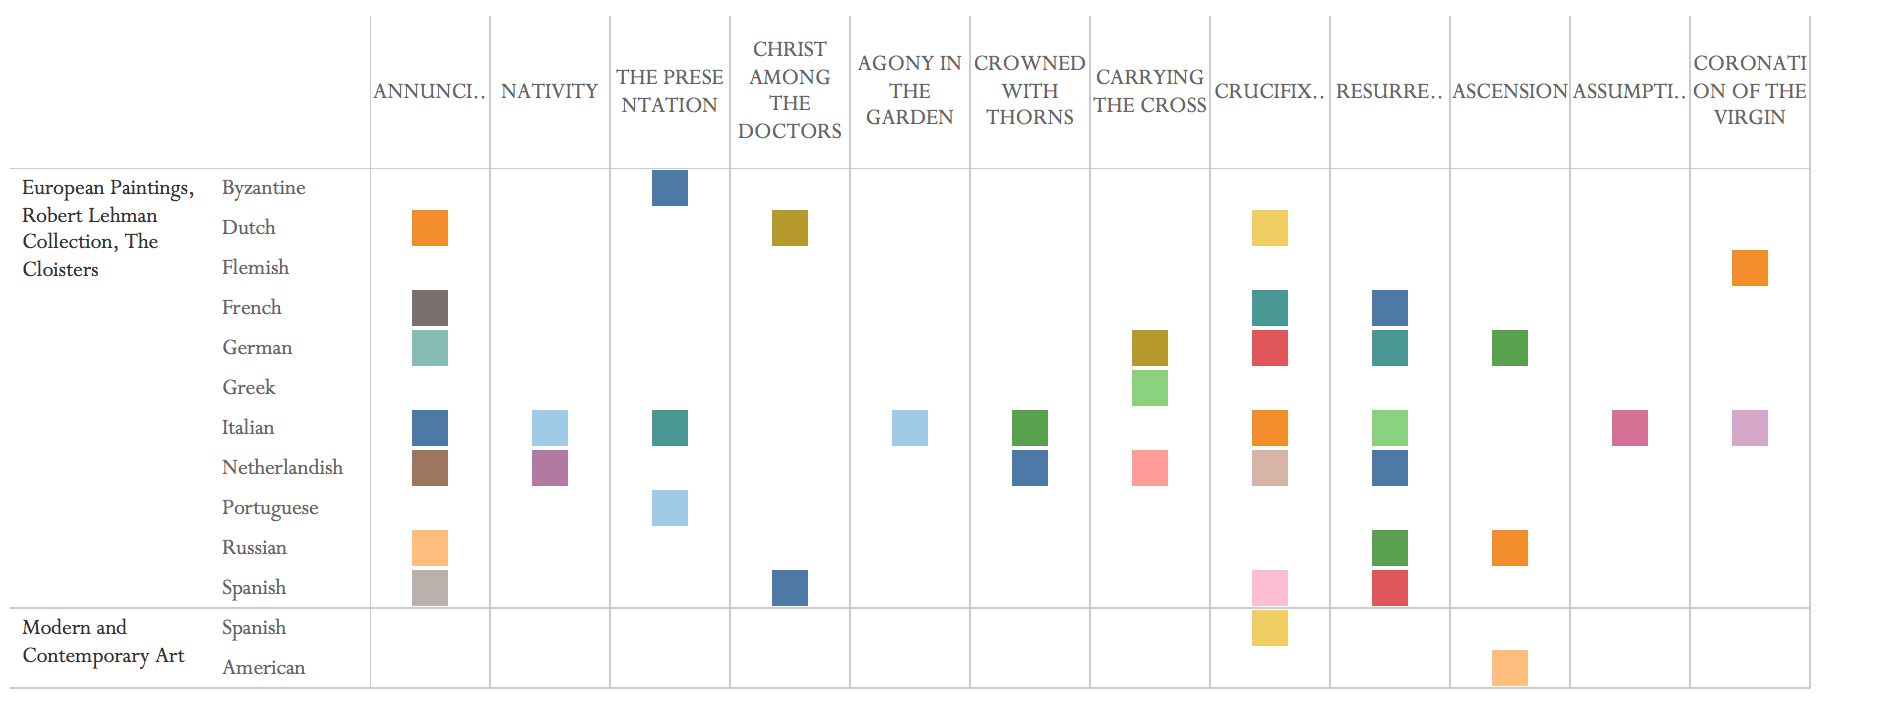 CHRIST
AMONG
THE
DOCTORS
AGONY IN
THE
GARDEN
CROWNED
WITH
THORNS
CORONATI
ON OF THE
VIRGIN
THE PRESE
NTATION
CARRYING
THE CROSS
ANNUNCI..
NATIVITY
CRUCIFIX..
RESURRE..
ASCENSION
ASSUMPTI..
European Paintings,
Robert Lehman
Collection, The
Cloisters
Byzantine
Dutch
Flemish
French
German
Greek
Italian
Netherlandish
Portuguese
Russian
Spanish
Modern and
Contemporary Art
Spanish
American